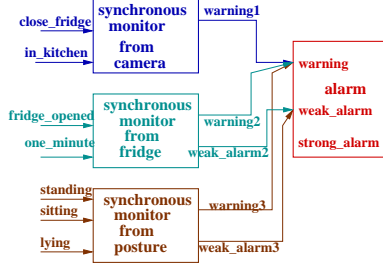 close_fridge
in_kitchen
synchronous
monitor
from
camera
warning1
fridge_opened
one_minute
synchronous
monitor
from
fridge
warning2
weak_alarm2
standing
sitting
lying
synchronous
monitor
from
posture
warning3
weak_alarm3
warning
alarm
weak_alarm
strong_alarm